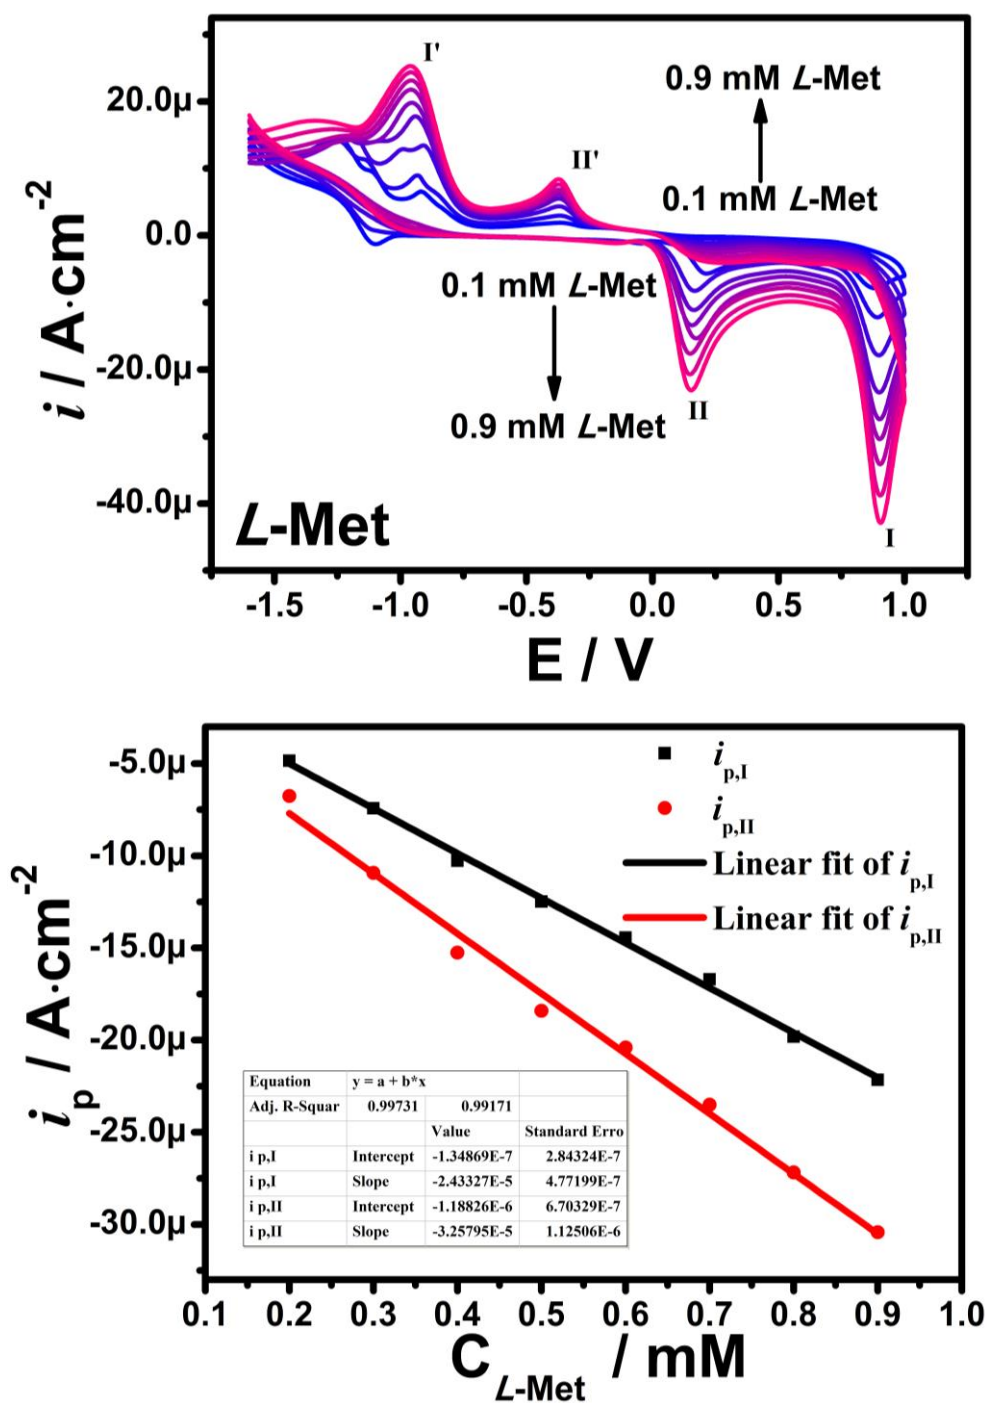 I'
0.9 mM L-Met
20.0µ
II'
0.1 mM L-Met
0.0
0.1 mM L-Met
i / A·cm-2
-20.0µ
II
0.9 mM L-Met
-40.0µ
L-Met
I
-1.5 -1.0 -0.5 0.0 0.5 1.0
E / V
-5.0µ
ip,I
ip,II
-10.0µ
Linear fit of ip,I
Linear fit of ip,II
-15.0µ
ip / A·cm-2
-20.0µ
-25.0µ
-30.0µ
Equation y = a + b*x
Adj. R-Squar 0.99731 0.99171
Value Standard Erro
i p,I Intercept -1.34869E-7 2.84324E-7
i p,I Slope -2.43327E-5 4.77199E-7
i p,II Intercept -1.18826E-6 6.70329E-7
i p,II Slope -3.25795E-5 1.12506E-6
0.1 0.2 0.3 0.4 0.5 0.6 0.7 0.8 0.9 1.0
CL-Met / mM